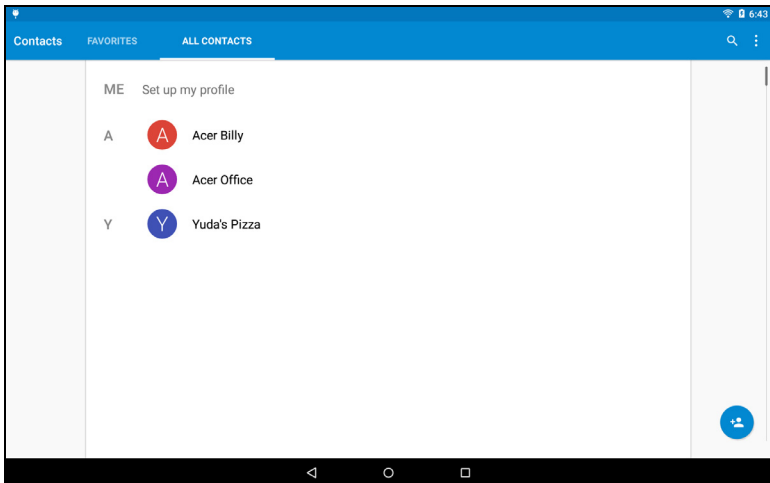 6:43
Contacts FAVORITES ALL CONTACTS
ME Set up my profile
A A Acer Billy
A Acer Office
Y Y Yuda's Pizza